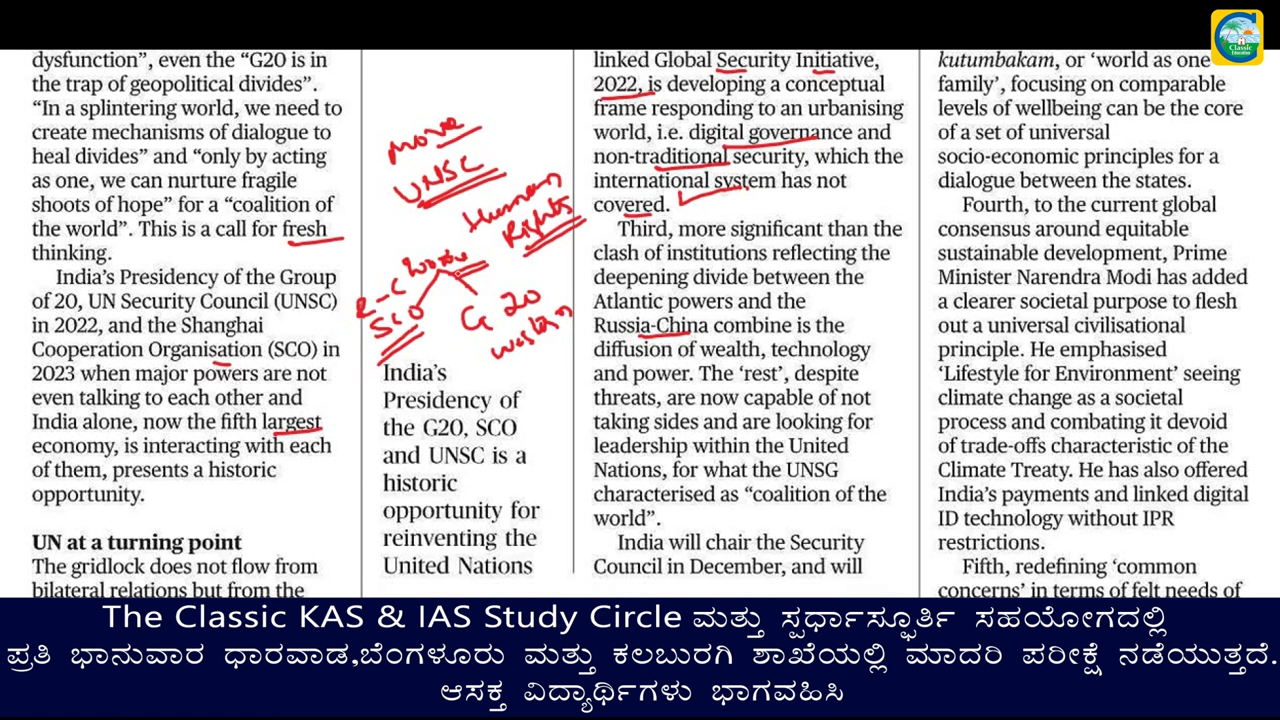 dysfunction”, even the “G20 is in
the trap of geopolitical divides”.
“In a splintering world, we need to
create mechanisms of dialogue to
heal divides” and “only by acting
as one, we can nurture fragile
shoots of hope” for a “coalition of
the world”. This is a call for fresh
thinking.
India’s Presidency of the Group
of 20, UN Security Council (UNSC)
in 2022, and the Shanghai
Cooperation Organisation (SCO) in
2023 when major powers are not
even talking to each other and
India alone, now the fifth largest
economy, is interacting with each
of them, presents a historic
opportunity.
UN at a turning point
The gridlock does not flow from
bilateral relations but from the
move
UNSC
Human
Rights
R-C
SCO
G 20
India’s
Presidency of
the G20, SCO
and UNSC is a
historic
opportunity for
reinventing the
United Nations
linked Global Security Initiative,
2022, is developing a conceptual
frame responding to an urbanising
world, i.e. digital governance and
non-traditional security, which the
international system has not
covered.
Third, more significant than the
clash of institutions reflecting the
deepening divide between the
Atlantic powers and the
Russia-China combine is the
diffusion of wealth, technology
and power. The ‘rest’, despite
threats, are now capable of not
taking sides and are looking for
leadership within the United
Nations, for what the UNSG
characterised as “coalition of the
world”.
India will chair the Security
Council in December, and will
kutumbakam, or ‘world as one
family’, focusing on comparable
levels of wellbeing can be the core
of a set of universal
socio-economic principles for a
dialogue between the states.
Fourth, to the current global
consensus around equitable
sustainable development, Prime
Minister Narendra Modi has added
a clearer societal purpose to flesh
out a universal civilisational
principle. He emphasised
‘Lifestyle for Environment’ seeing
climate change as a societal
process and combating it devoid
of trade-offs characteristic of the
Climate Treaty. He has also offered
India’s payments and linked digital
ID technology without IPR
restrictions.
Fifth, redefining ‘common
concerns’ in terms of felt needs of
Classic
Education
The Classic KAS & IAS Study Circle ಮತ್ತು ಸ್ಪರ್ಧಾಸ್ಫೂರ್ತಿ ಸಹಯೋಗದಲ್ಲಿ
ಪ್ರತಿ ಭಾನುವಾರ ಧಾರವಾಡ,ಬೆಂಗಳೂರು ಮತ್ತು ಕಲಬುರಗಿ ಶಾಖೆಯಲ್ಲಿ ಮಾದರಿ ಪರೀಕ್ಷೆ ನಡೆಯುತ್ತದೆ.
ಆಸಕ್ತ ವಿದ್ಯಾರ್ಥಿಗಳು ಭಾಗವಹಿಸಿ